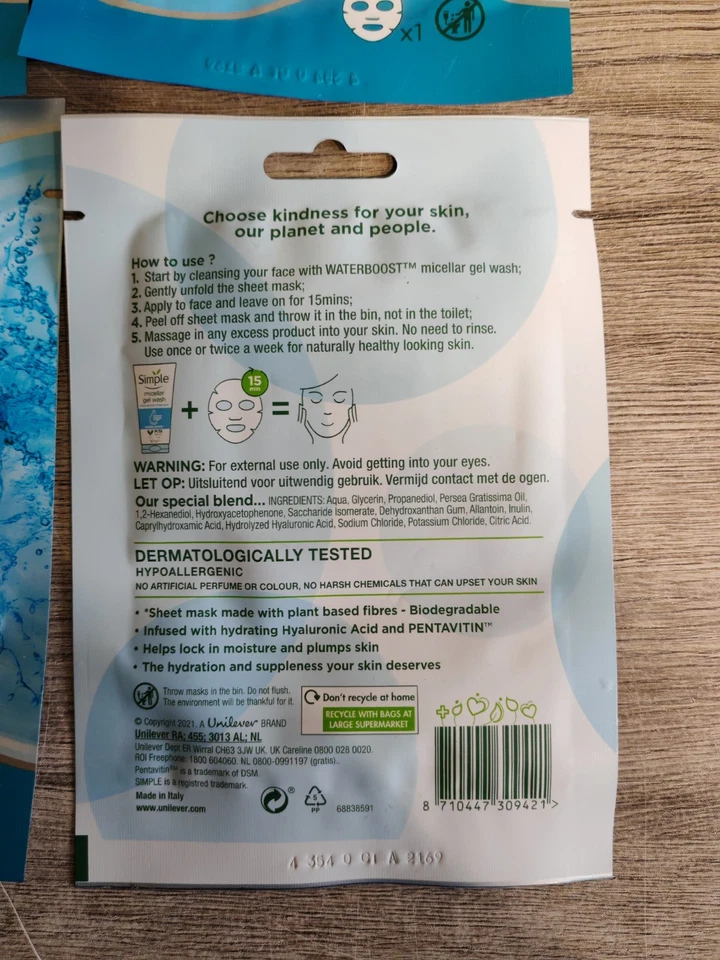 x1
Choose kindness for your skin,
our planet and people.
How to use ?
1. Start by cleansing your face with WATERBOOST™ micellar gel wash;
2. Gently unfold the sheet mask;
3. Apply to face and leave on for 15mins;
4. Peel off sheet mask and throw it in the bin, not in the toilet;
5. Massage in any excess product into your skin. No need to rinse.
Use once or twice a week for naturally healthy looking skin.
Simple
micellar
gel wash
15
min
+ =
WARNING: For external use only. Avoid getting into your eyes.
LET OP: Uitsluitend voor uitwendig gebruik. Vermijd contact met de ogen.
Our special blend... INGREDIENTS: Aqua, Glycerin, Propanediol, Persea Gratissima Oil,
1,2-Hexanediol, Hydroxyacetophenone, Saccharide Isomerate, Dehydroxanthan Gum, Allantoin, Inulin,
Caprylhydroxamic Acid, Hydrolyzed Hyaluronic Acid, Sodium Chloride, Potassium Chloride, Citric Acid.
DERMATOLOGICALLY TESTED
HYPOALLERGENIC
NO ARTIFICIAL PERFUME OR COLOUR, NO HARSH CHEMICALS THAT CAN UPSET YOUR SKIN
• *Sheet mask made with plant based fibres - Biodegradable
• Infused with hydrating Hyaluronic Acid and PENTAVITIN™
• Helps lock in moisture and plumps skin
• The hydration and suppleness your skin deserves
Throw masks in the bin. Do not flush.
The environment will be thankful for it.
Don't recycle at home
RECYCLE WITH BAGS AT
LARGE SUPERMARKET
© Copyright 2021, A Unilever BRAND
Unilever RA; 455; 3013 AL; NL
Unilever Dept ER Wirral CH63 3JW UK. UK Careline 0800 028 0020.
ROI Freephone: 1800 604060. NL 0800-0991197 (gratis).
Pentavitin™ is a trademark of DSM.
SIMPLE is a registred trademark.
Made in Italy
www.unilever.com
®
5
PP
68838591
8 710447 309421 >
4 354 0 01 A 2169